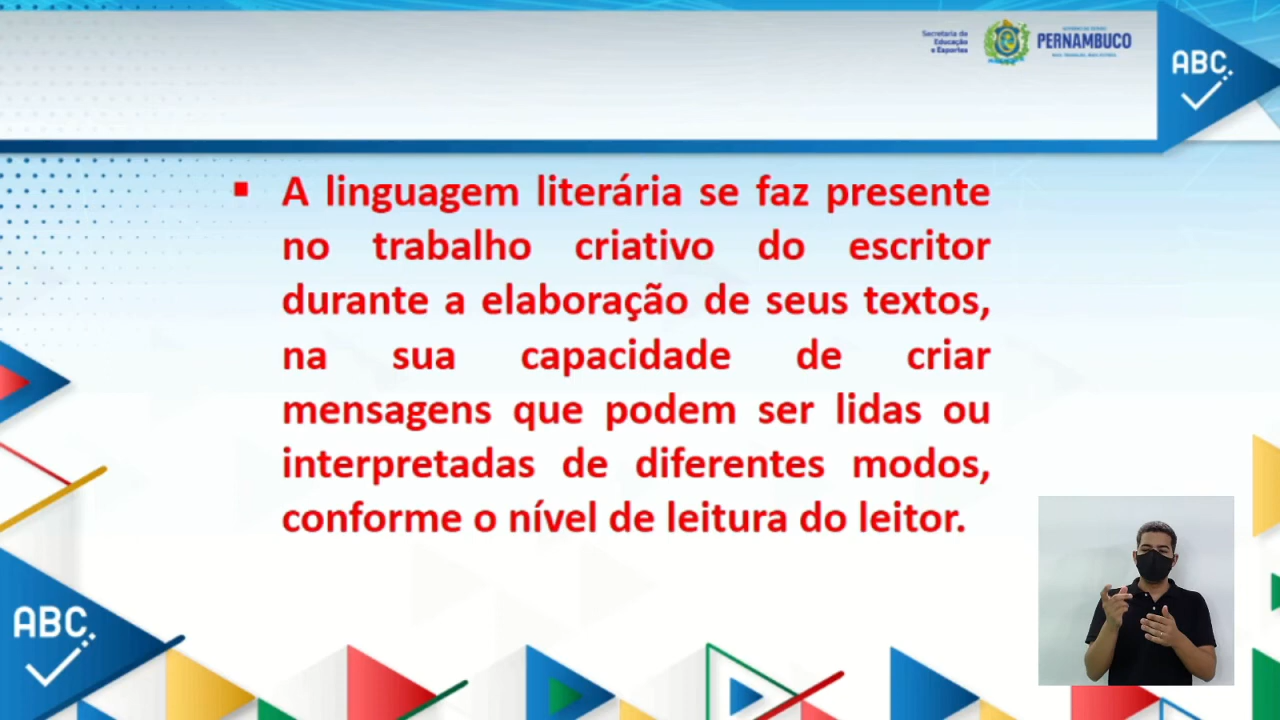 Secretaria de
Educação
e Esportes
PERNAMBUCO
ABC
A linguagem literária se faz presente
no trabalho criativo do escritor
durante a elaboração de seus textos,
na sua capacidade de criar
mensagens que podem ser lidas ou
interpretadas de diferentes modos,
conforme o nível de leitura do leitor.
ABC